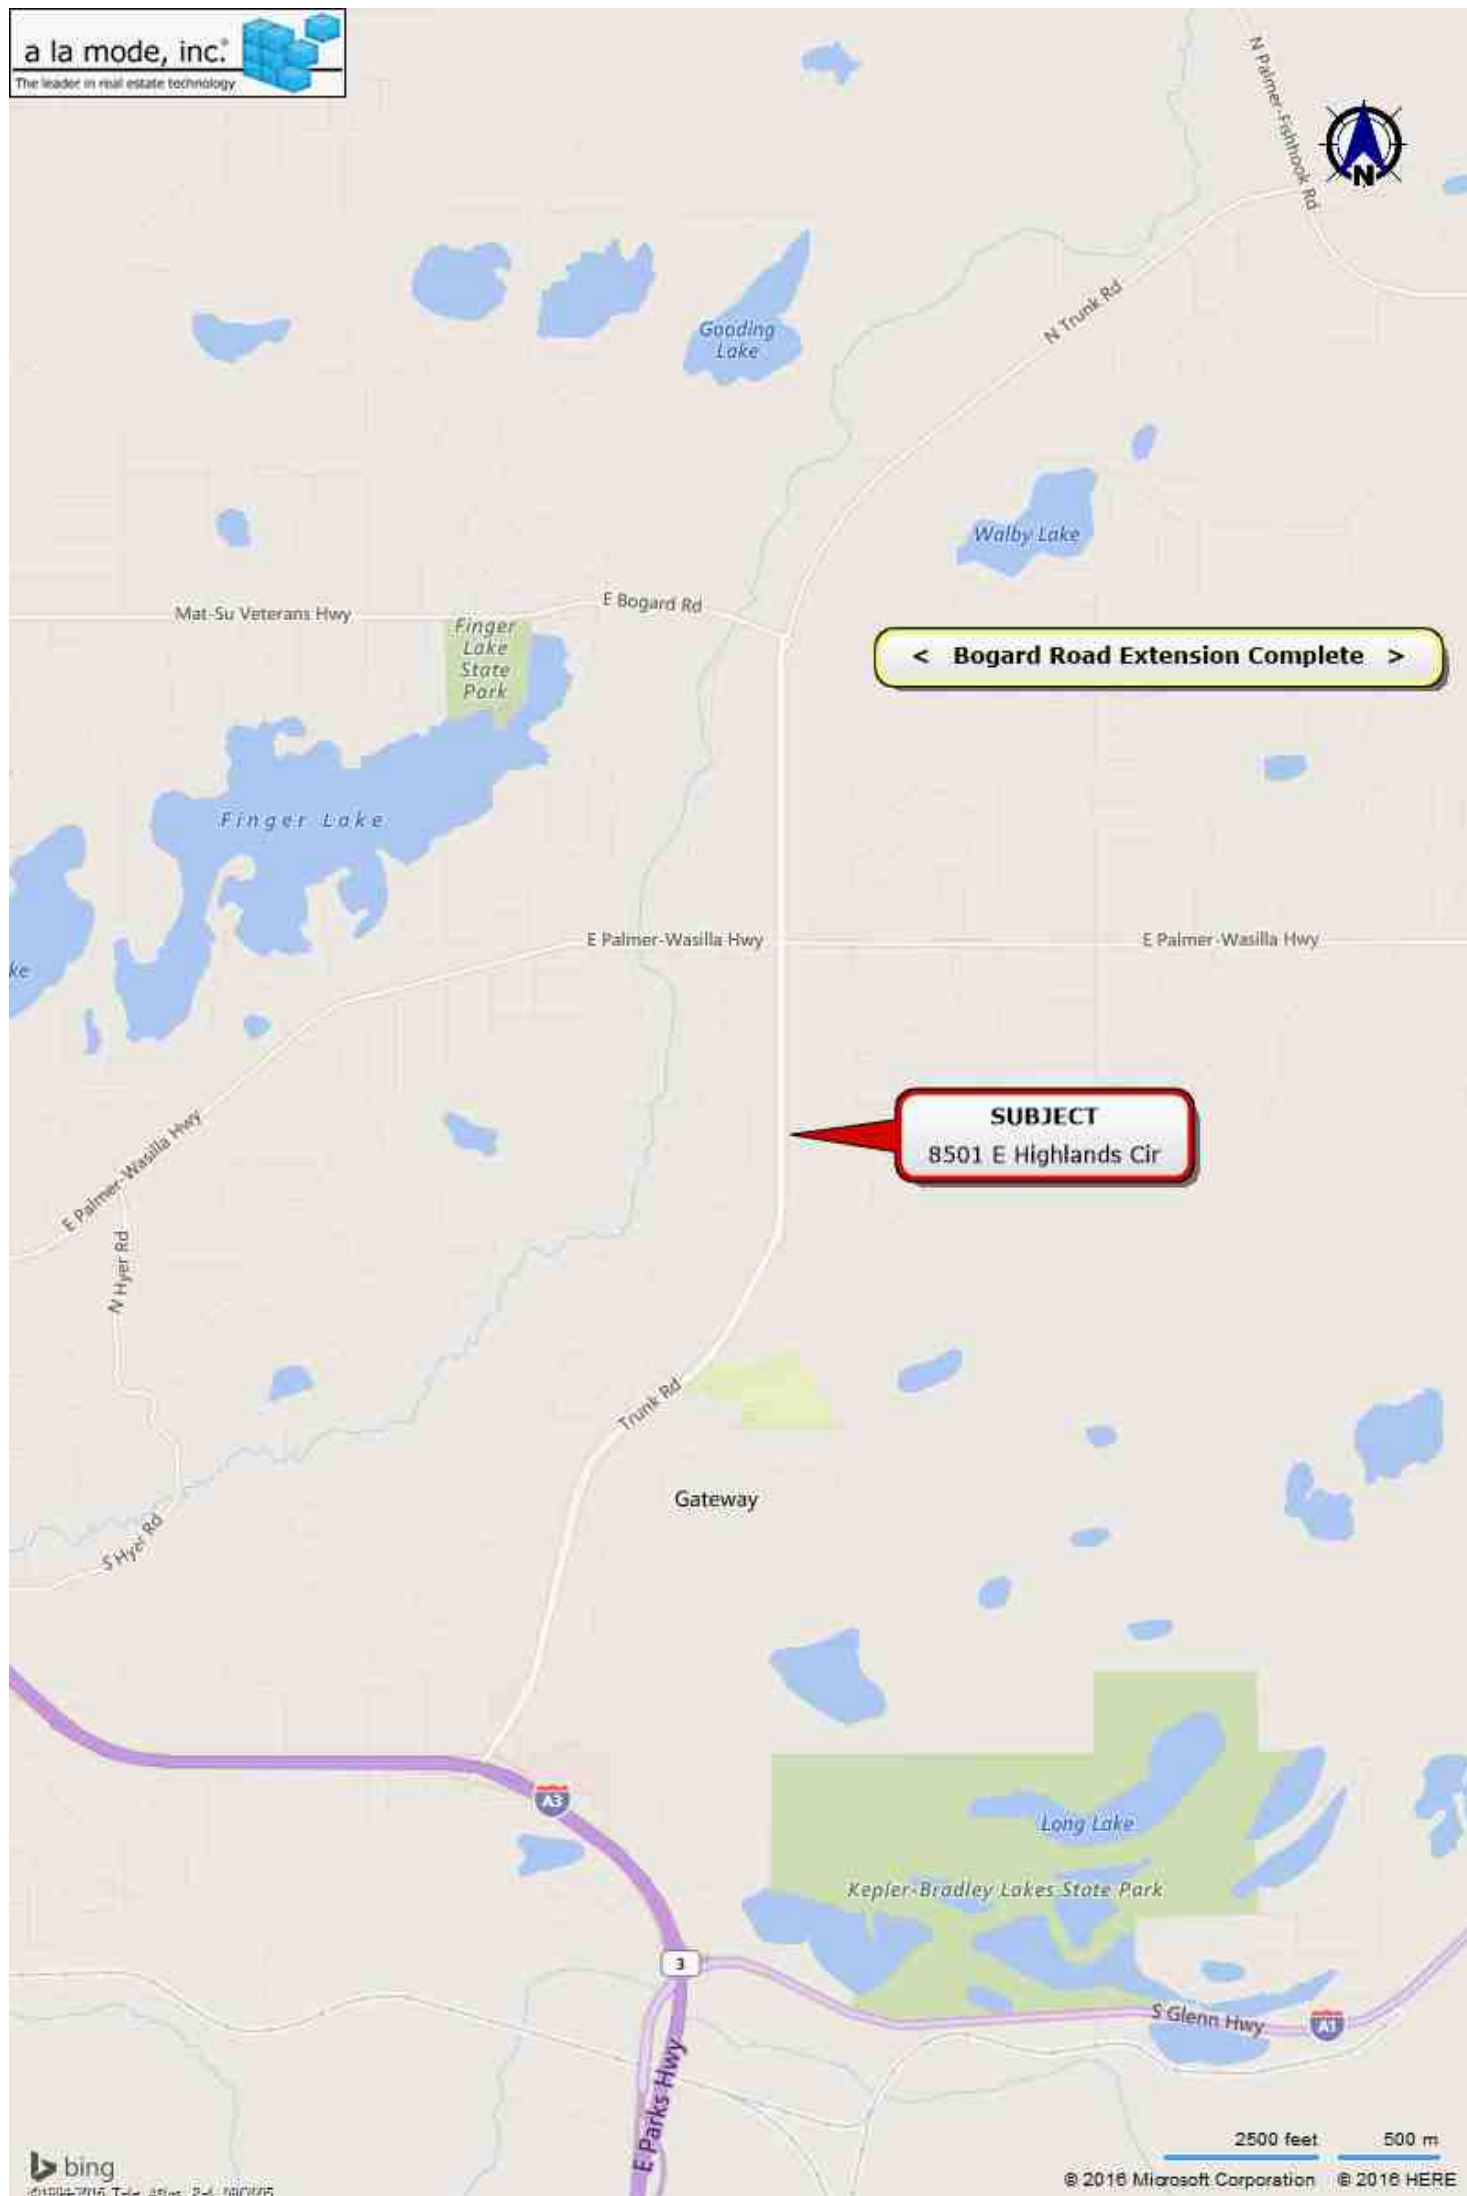 a la mode, inc.®
The leader in real estate technology
N Palmer-Fishhook Rd
N
N Trunk Rd
Gooding
Lake
Walby Lake
Mat-Su Veterans Hwy
E Bogard Rd
Finger
Lake
State
Park
< Bogard Road Extension Complete >
Finger Lake
E Palmer-Wasilla Hwy
E Palmer-Wasilla Hwy
ke
SUBJECT
8501 E Highlands Cir
E Palmer-Wasilla Hwy
N Hyer Rd
Trunk Rd
Gateway
S Hyer Rd
A3
Long Lake
Kepler-Bradley Lakes State Park
3
S Glenn Hwy
A1
E Parks Hwy
2500 feet
500 m
bing
© 2016 Microsoft Corporation
© 2016 HERE